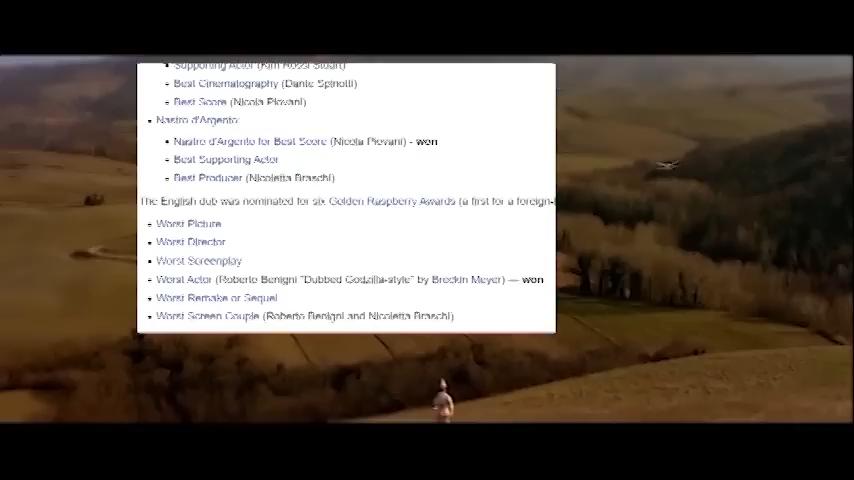 Supporting Actor (Kim Rossi Stuart)
Best Cinematography (Dante Spinotti)
Best Score (Nicola Piovani)
Nastro d'Argento:
Nastro d'Argento for Best Score (Nicola Piovani) - won
Best Supporting Actor
Best Producer (Nicoletta Braschi)
The English dub was nominated for six Golden Raspberry Awards (a first for a foreign-l
Worst Picture
Worst Director
Worst Screenplay
Worst Actor (Roberto Benigni "Dubbed Godzilla-style" by Breckin Meyer) — won
Worst Remake or Sequel
Worst Screen Couple (Roberto Benigni and Nicoletta Braschi)